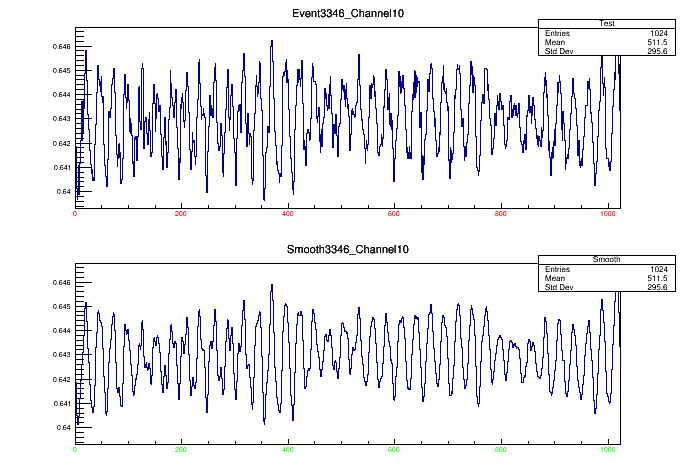 Event3346_Channel10
Test
Entries 1024
Mean 511.5
Std Dev 295.6
0.646
0.645
0.644
0.643
0.642
0.641
0.64
0 200 400 600 800 1000
Smooth3346_Channel10
Smooth
Entries 1024
Mean 511.5
Std Dev 295.6
0.646
0.645
0.644
0.643
0.642
0.641
0.64
0 200 400 600 800 1000